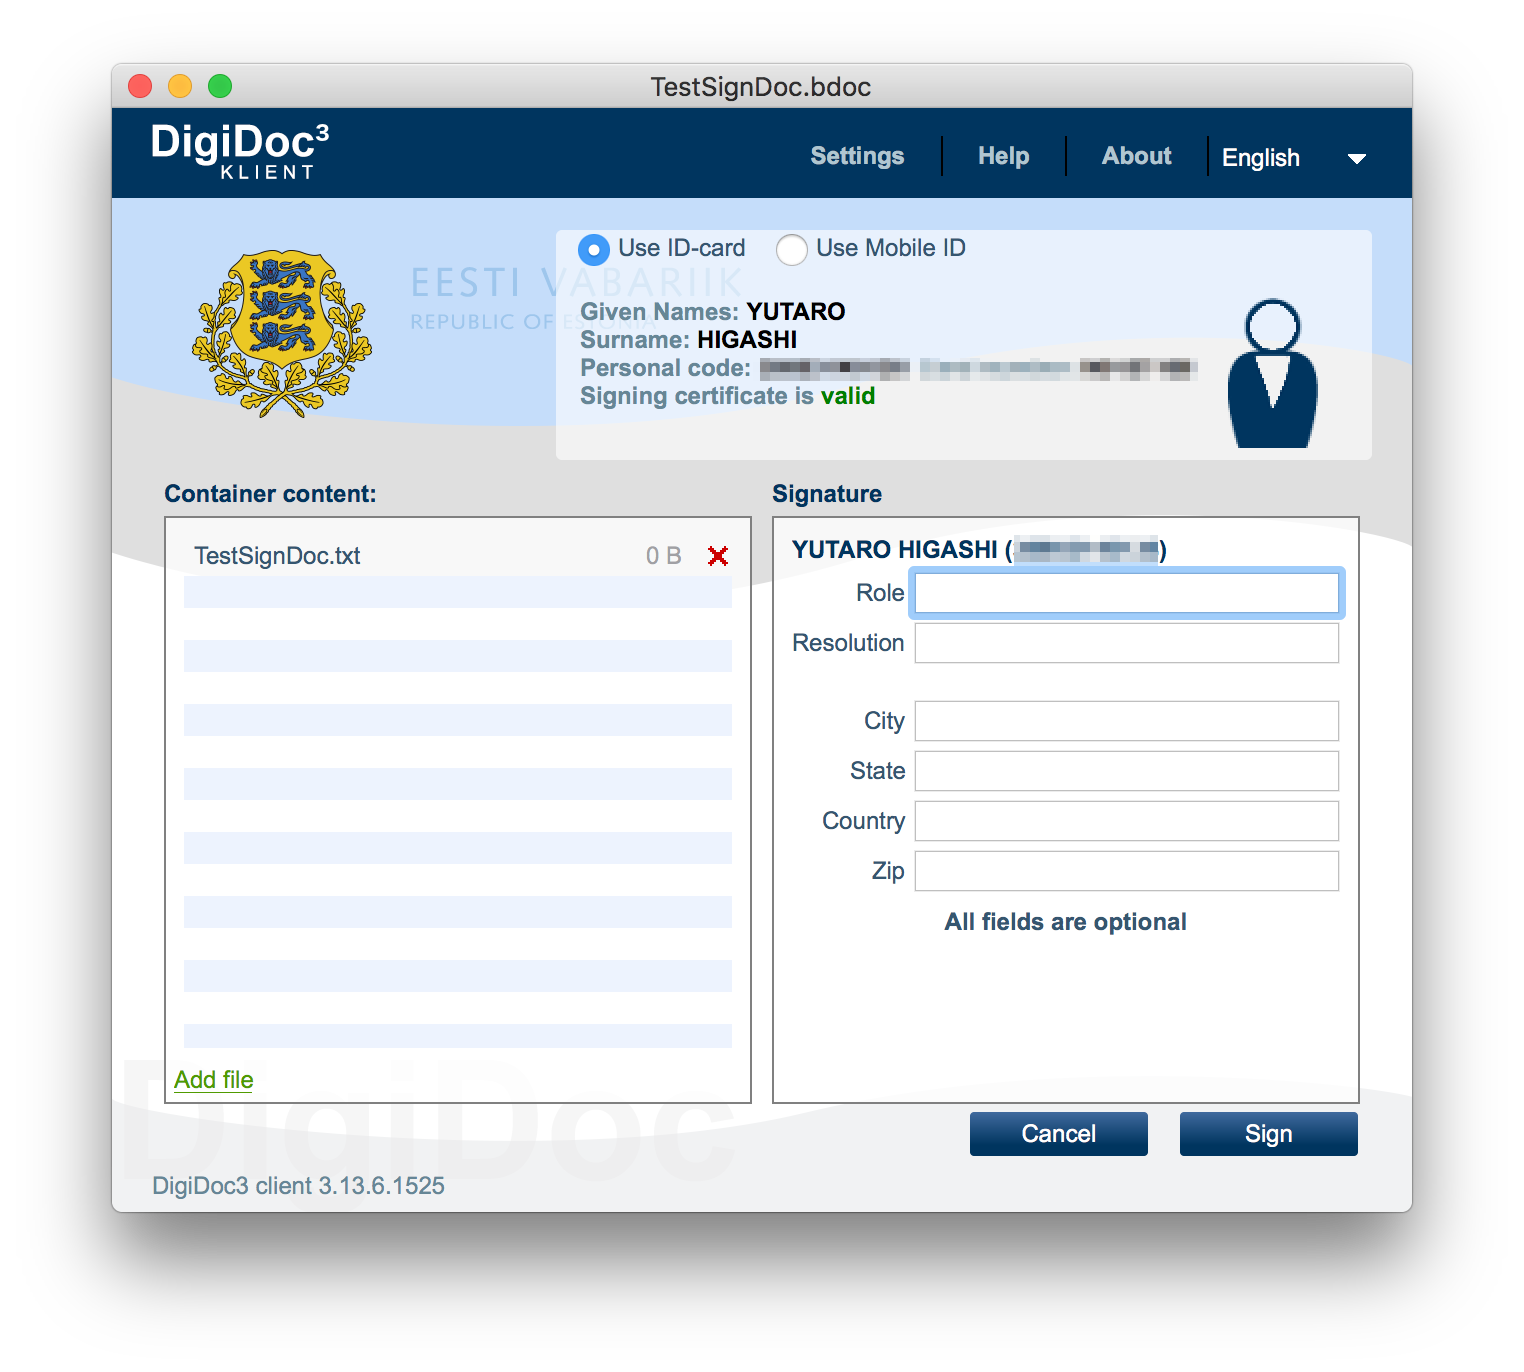 TestSignDoc.bdoc
DigiDoc3
KLIENT
Settings
Help
About
English
Use ID-card
Use Mobile ID
EESTI VABARIIK
REPUBLIC OF ESTONIA
Given Names: YUTARO
Surname: HIGASHI
Personal code:
Signing certificate is valid
Container content:
TestSignDoc.txt 0 B
Add file
Signature
YUTARO HIGASHI ( )
Role
Resolution
City
State
Country
Zip
All fields are optional
Cancel
Sign
DigiDoc
DigiDoc3 client 3.13.6.1525